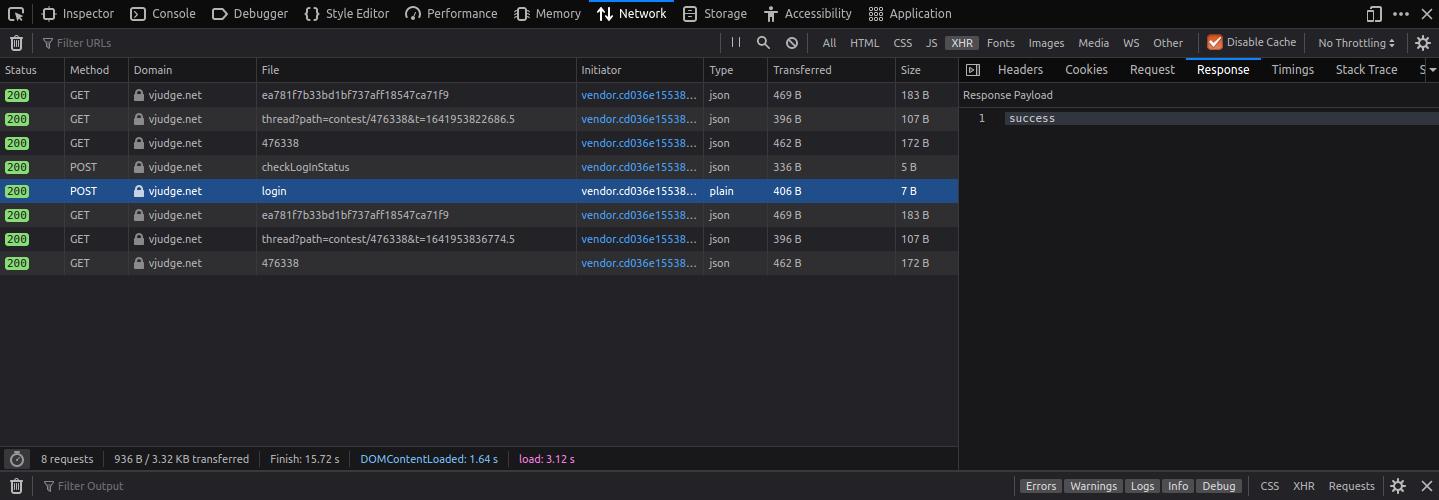 Inspector Console Debugger Style Editor Performance Memory Network Storage Accessibility Application
Filter URLs All HTML CSS JS XHR Fonts Images Media WS Other Disable Cache No Throttling
Status Method Domain File Initiator Type Transferred Size Headers Cookies Request Response Timings Stack Trace S
200 GET vjudge.net ea781f7b33bd1bf737aff18547ca71f9 vendor.cd036e15538… json 469 B 183 B
Response Payload
200 GET vjudge.net thread?path=contest/476338&t=1641953822686.5 vendor.cd036e15538… json 396 B 107 B
1 success
200 GET vjudge.net 476338 vendor.cd036e15538… json 462 B 172 B
200 POST vjudge.net checkLogInStatus vendor.cd036e15538… json 336 B 5 B
200 POST vjudge.net login vendor.cd036e15538… plain 406 B 7 B
200 GET vjudge.net ea781f7b33bd1bf737aff18547ca71f9 vendor.cd036e15538… json 469 B 183 B
200 GET vjudge.net thread?path=contest/476338&t=1641953836774.5 vendor.cd036e15538… json 396 B 107 B
200 GET vjudge.net 476338 vendor.cd036e15538… json 462 B 172 B
8 requests 936 B / 3.32 KB transferred Finish: 15.72 s DOMContentLoaded: 1.64 s load: 3.12 s
Filter Output Errors Warnings Logs Info Debug CSS XHR Requests